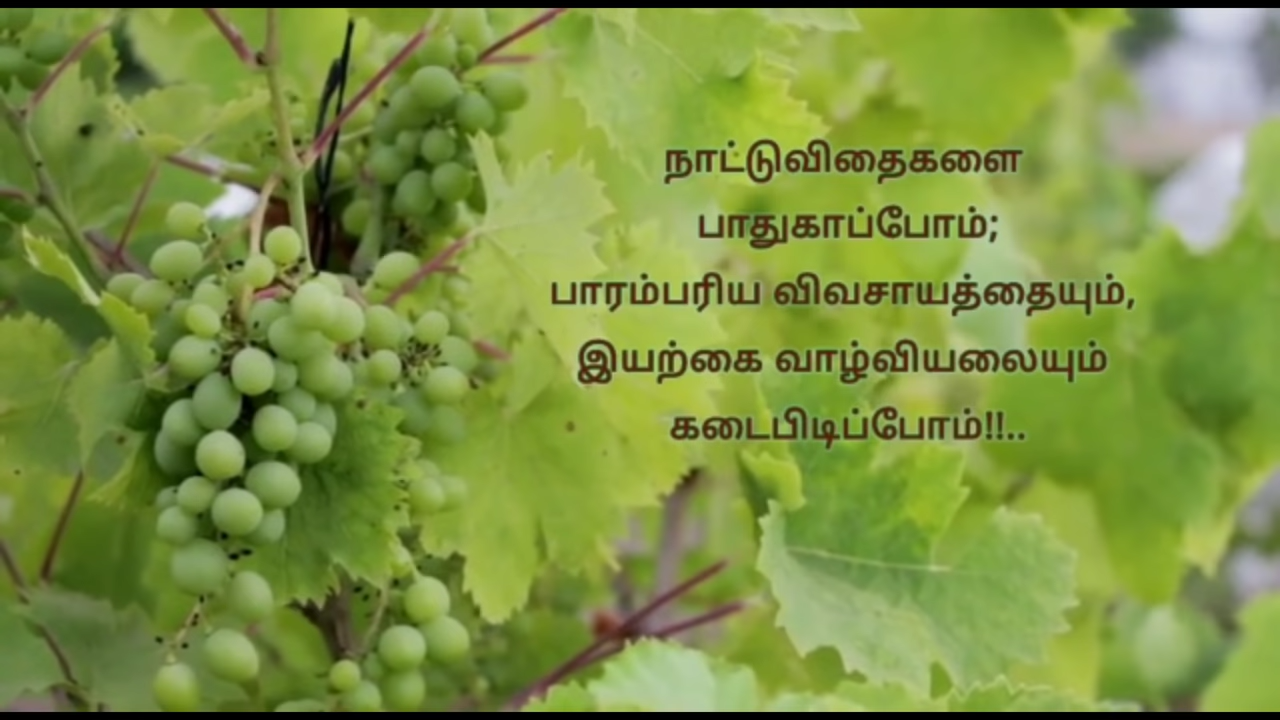 நாட்டுவிதைகளை
பாதுகாப்போம்;
பாரம்பரிய விவசாயத்தையும்,
இயற்கை வாழ்வியலையும்
கடைபிடிப்போம்!!..